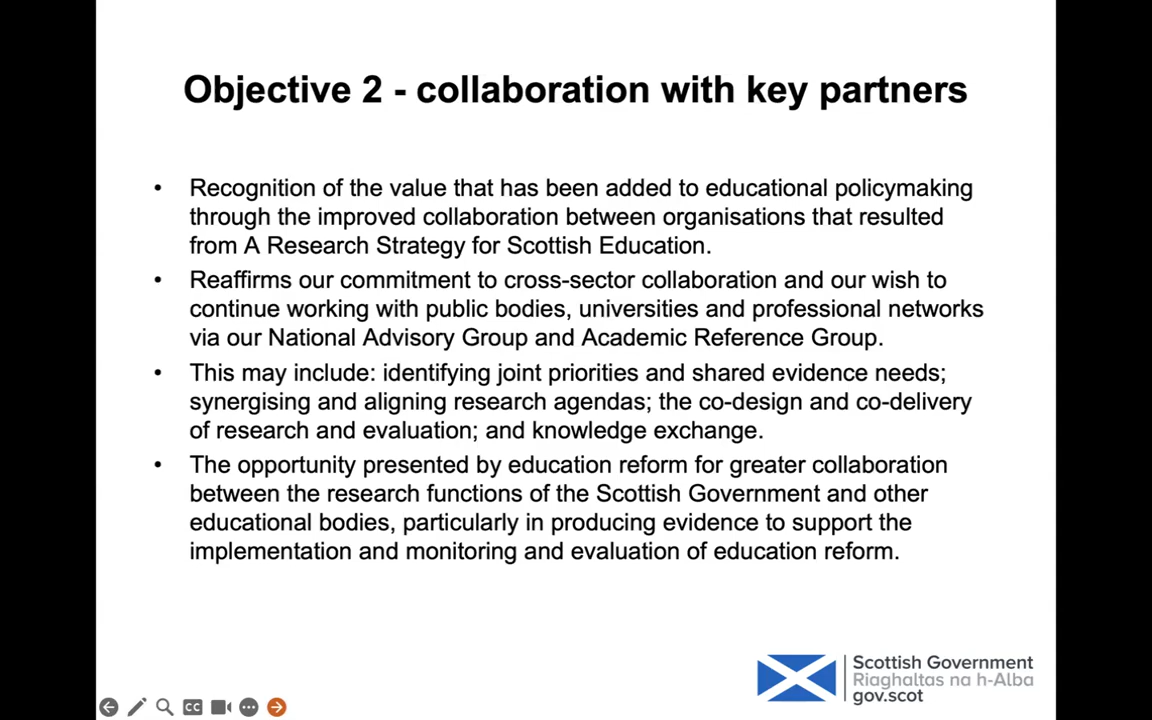 Objective 2 - collaboration with key partners
• Recognition of the value that has been added to educational policymaking
through the improved collaboration between organisations that resulted
from A Research Strategy for Scottish Education.
• Reaffirms our commitment to cross-sector collaboration and our wish to
continue working with public bodies, universities and professional networks
via our National Advisory Group and Academic Reference Group.
• This may include: identifying joint priorities and shared evidence needs;
synergising and aligning research agendas; the co-design and co-delivery
of research and evaluation; and knowledge exchange.
• The opportunity presented by education reform for greater collaboration
between the research functions of the Scottish Government and other
educational bodies, particularly in producing evidence to support the
implementation and monitoring and evaluation of education reform.
Scottish Government
Riaghaltas na h-Alba
gov.scot
CC